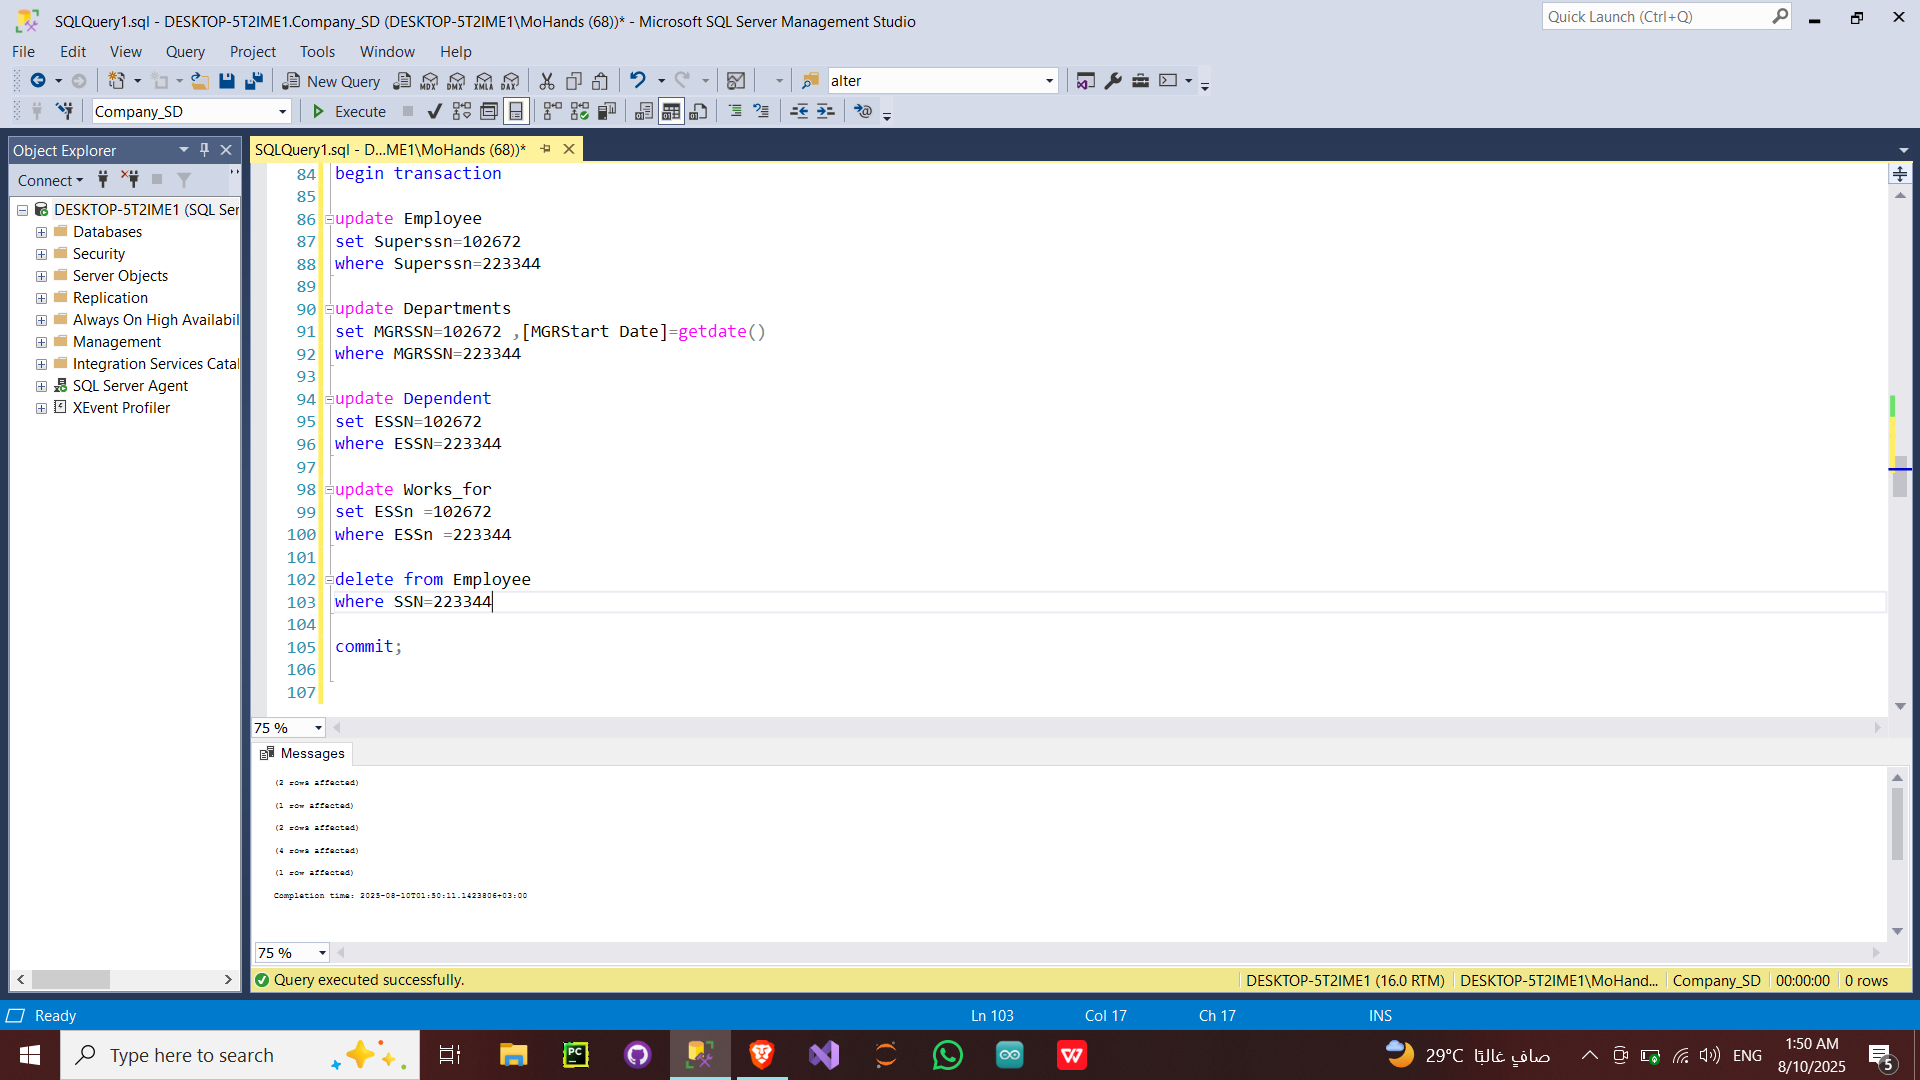 SQLQuery1.sql - DESKTOP-5T2IME1.Company_SD (DESKTOP-5T2IME1\MoHands (68))* - Microsoft SQL Server Management Studio
Quick Launch (Ctrl+Q)
File Edit View Query Project Tools Window Help
New Query MDX DMX XMLA DAX alter
Company_SD Execute
Object Explorer
SQLQuery1.sql - D...ME1\MoHands (68))*
Connect
DESKTOP-5T2IME1 (SQL Ser
Databases
Security
Server Objects
Replication
Always On High Availabil
Management
Integration Services Catal
SQL Server Agent
XEvent Profiler
84 begin transaction
85
86 update Employee
87 set Superssn=102672
88 where Superssn=223344
89
90 update Departments
91 set MGRSSN=102672 ,[MGRStart Date]=getdate()
92 where MGRSSN=223344
93
94 update Dependent
95 set ESSN=102672
96 where ESSN=223344
97
98 update Works_for
99 set ESSn =102672
100 where ESSn =223344
101
102 delete from Employee
103 where SSN=223344
104
105 commit;
106
107
75 %
Messages
(2 rows affected)
(1 row affected)
(2 rows affected)
(4 rows affected)
(1 row affected)
Completion time: 2025-08-10T01:50:11.1423806+03:00
75 %
Query executed successfully. DESKTOP-5T2IME1 (16.0 RTM) DESKTOP-5T2IME1\MoHand... Company_SD 00:00:00 0 rows
Ready Ln 103 Col 17 Ch 17 INS
Type here to search
PC
W
29°C صافٍ غالبًا
ENG
1:50 AM
8/10/2025
5